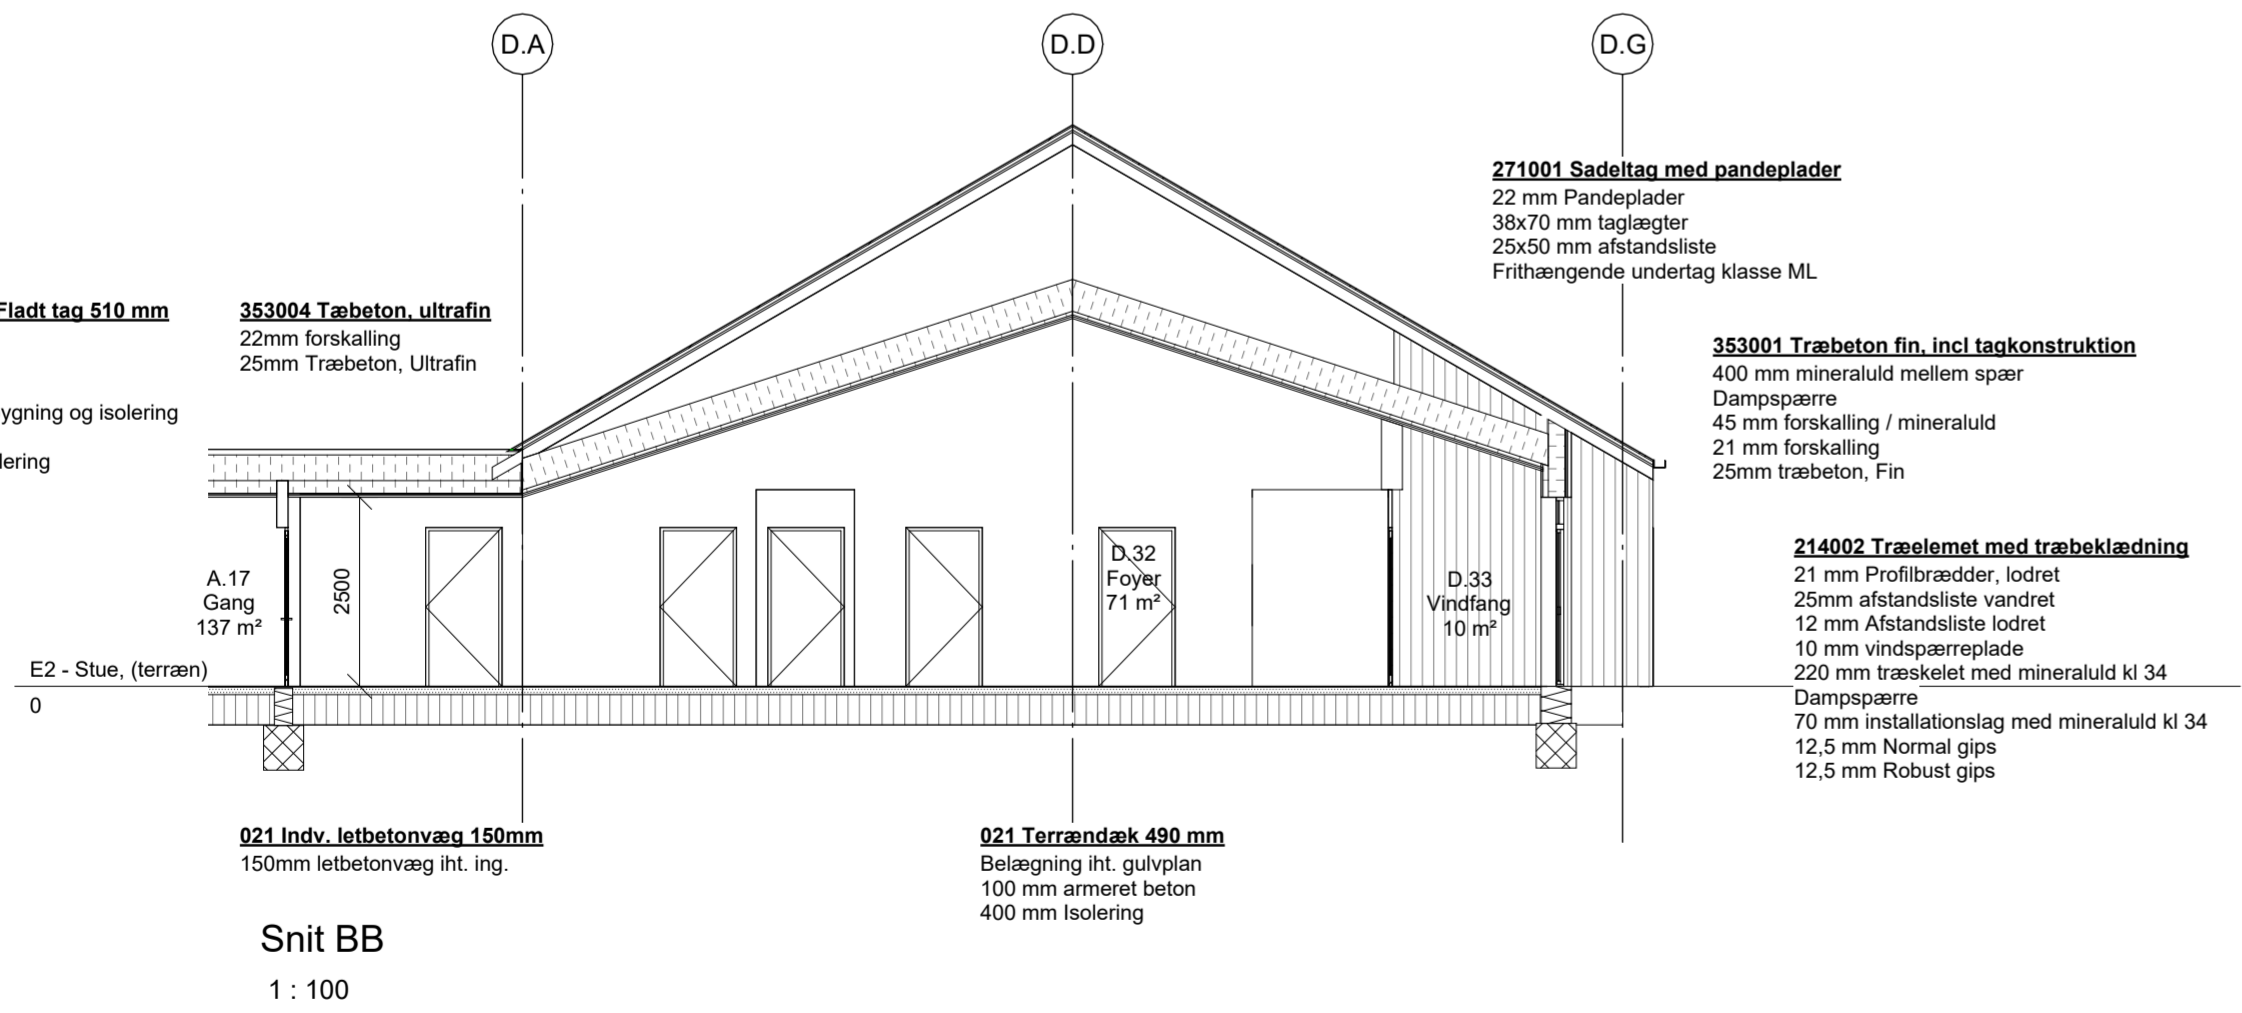 D.A
D.D
D.G
271001 Sadeltag med pandeplader
22 mm Pandeplader
38x70 mm taglægter
25x50 mm afstandsliste
Frithængende undertag klasse ML
Fladt tag 510 mm
ygning og isolering
lering
353004 Tæbeton, ultrafin
22mm forskalling
25mm Træbeton, Ultrafin
353001 Træbeton fin, incl tagkonstruktion
400 mm mineraluld mellem spær
Dampspærre
45 mm forskalling / mineraluld
21 mm forskalling
25mm træbeton, Fin
214002 Træelemet med træbeklædning
21 mm Profilbrædder, lodret
25mm afstandsliste vandret
12 mm Afstandsliste lodret
10 mm vindspærreplade
220 mm træskelet med mineraluld kl 34
Dampspærre
70 mm installationslag med mineraluld kl 34
12,5 mm Normal gips
12,5 mm Robust gips
A.17
Gang
137 m²
2500
D.32
Foyer
71 m²
D.33
Vindfang
10 m²
E2 - Stue, (terræn)
0
021 Indv. letbetonvæg 150mm
150mm letbetonvæg iht. ing.
021 Terrændæk 490 mm
Belægning iht. gulvplan
100 mm armeret beton
400 mm Isolering
Snit BB
1 : 100